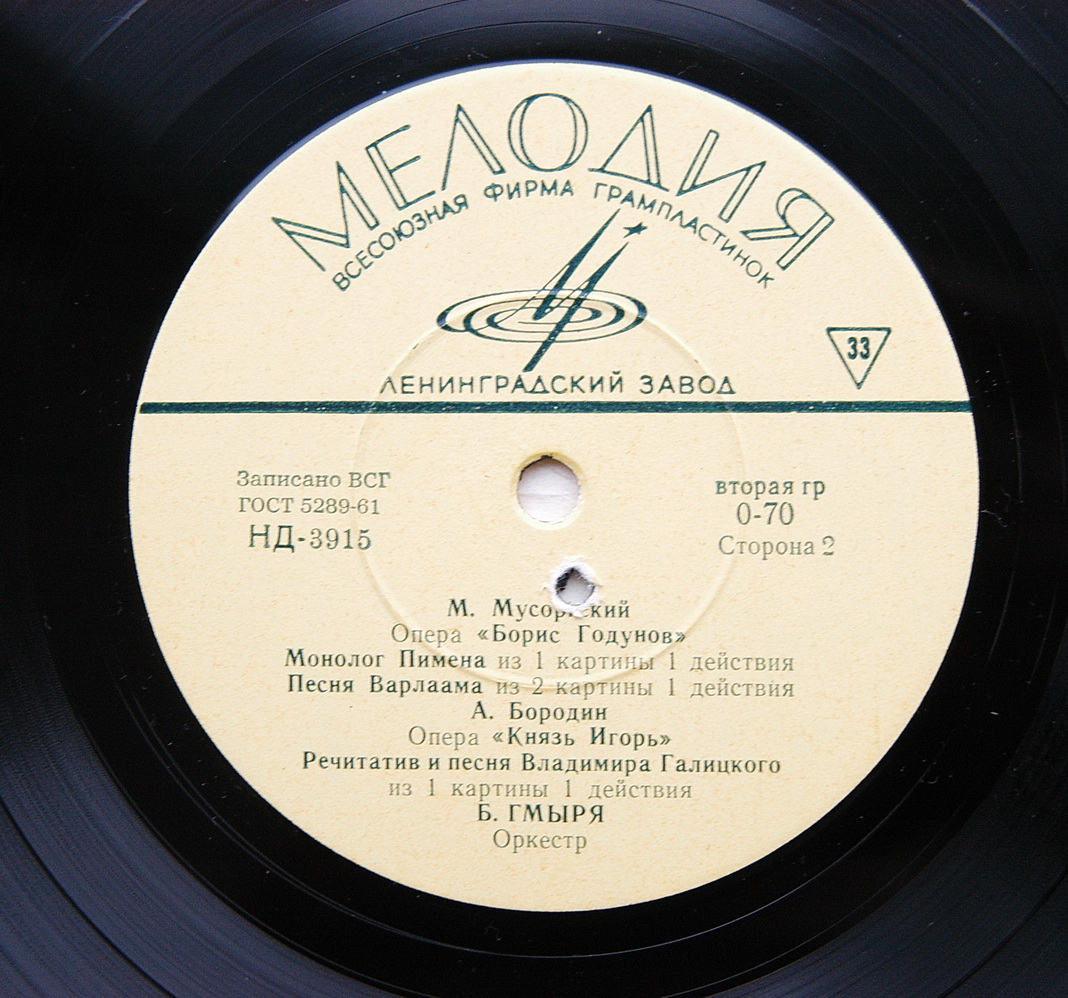 МЕЛОДИЯ
ВСЕСОЮЗНАЯ ФИРМА ГРАМПЛАСТИНОК
33
ЛЕНИНГРАДСКИЙ ЗАВОД
Записано ВСГ
ГОСТ 5289-61
НД-3915
вторая гр
0-70
Сторона 2
М.
Опера «Борис Годунов»
Монолог Пимена из 1 картины 1 действия
Песня Варлаама из 2 картины 1 действия
А. Бородин
Опера «Князь Игорь»
Речитатив и песня Владимира Галицкого
из 1 картины 1 действия
Б. ГМЫРЯ
Оркестр